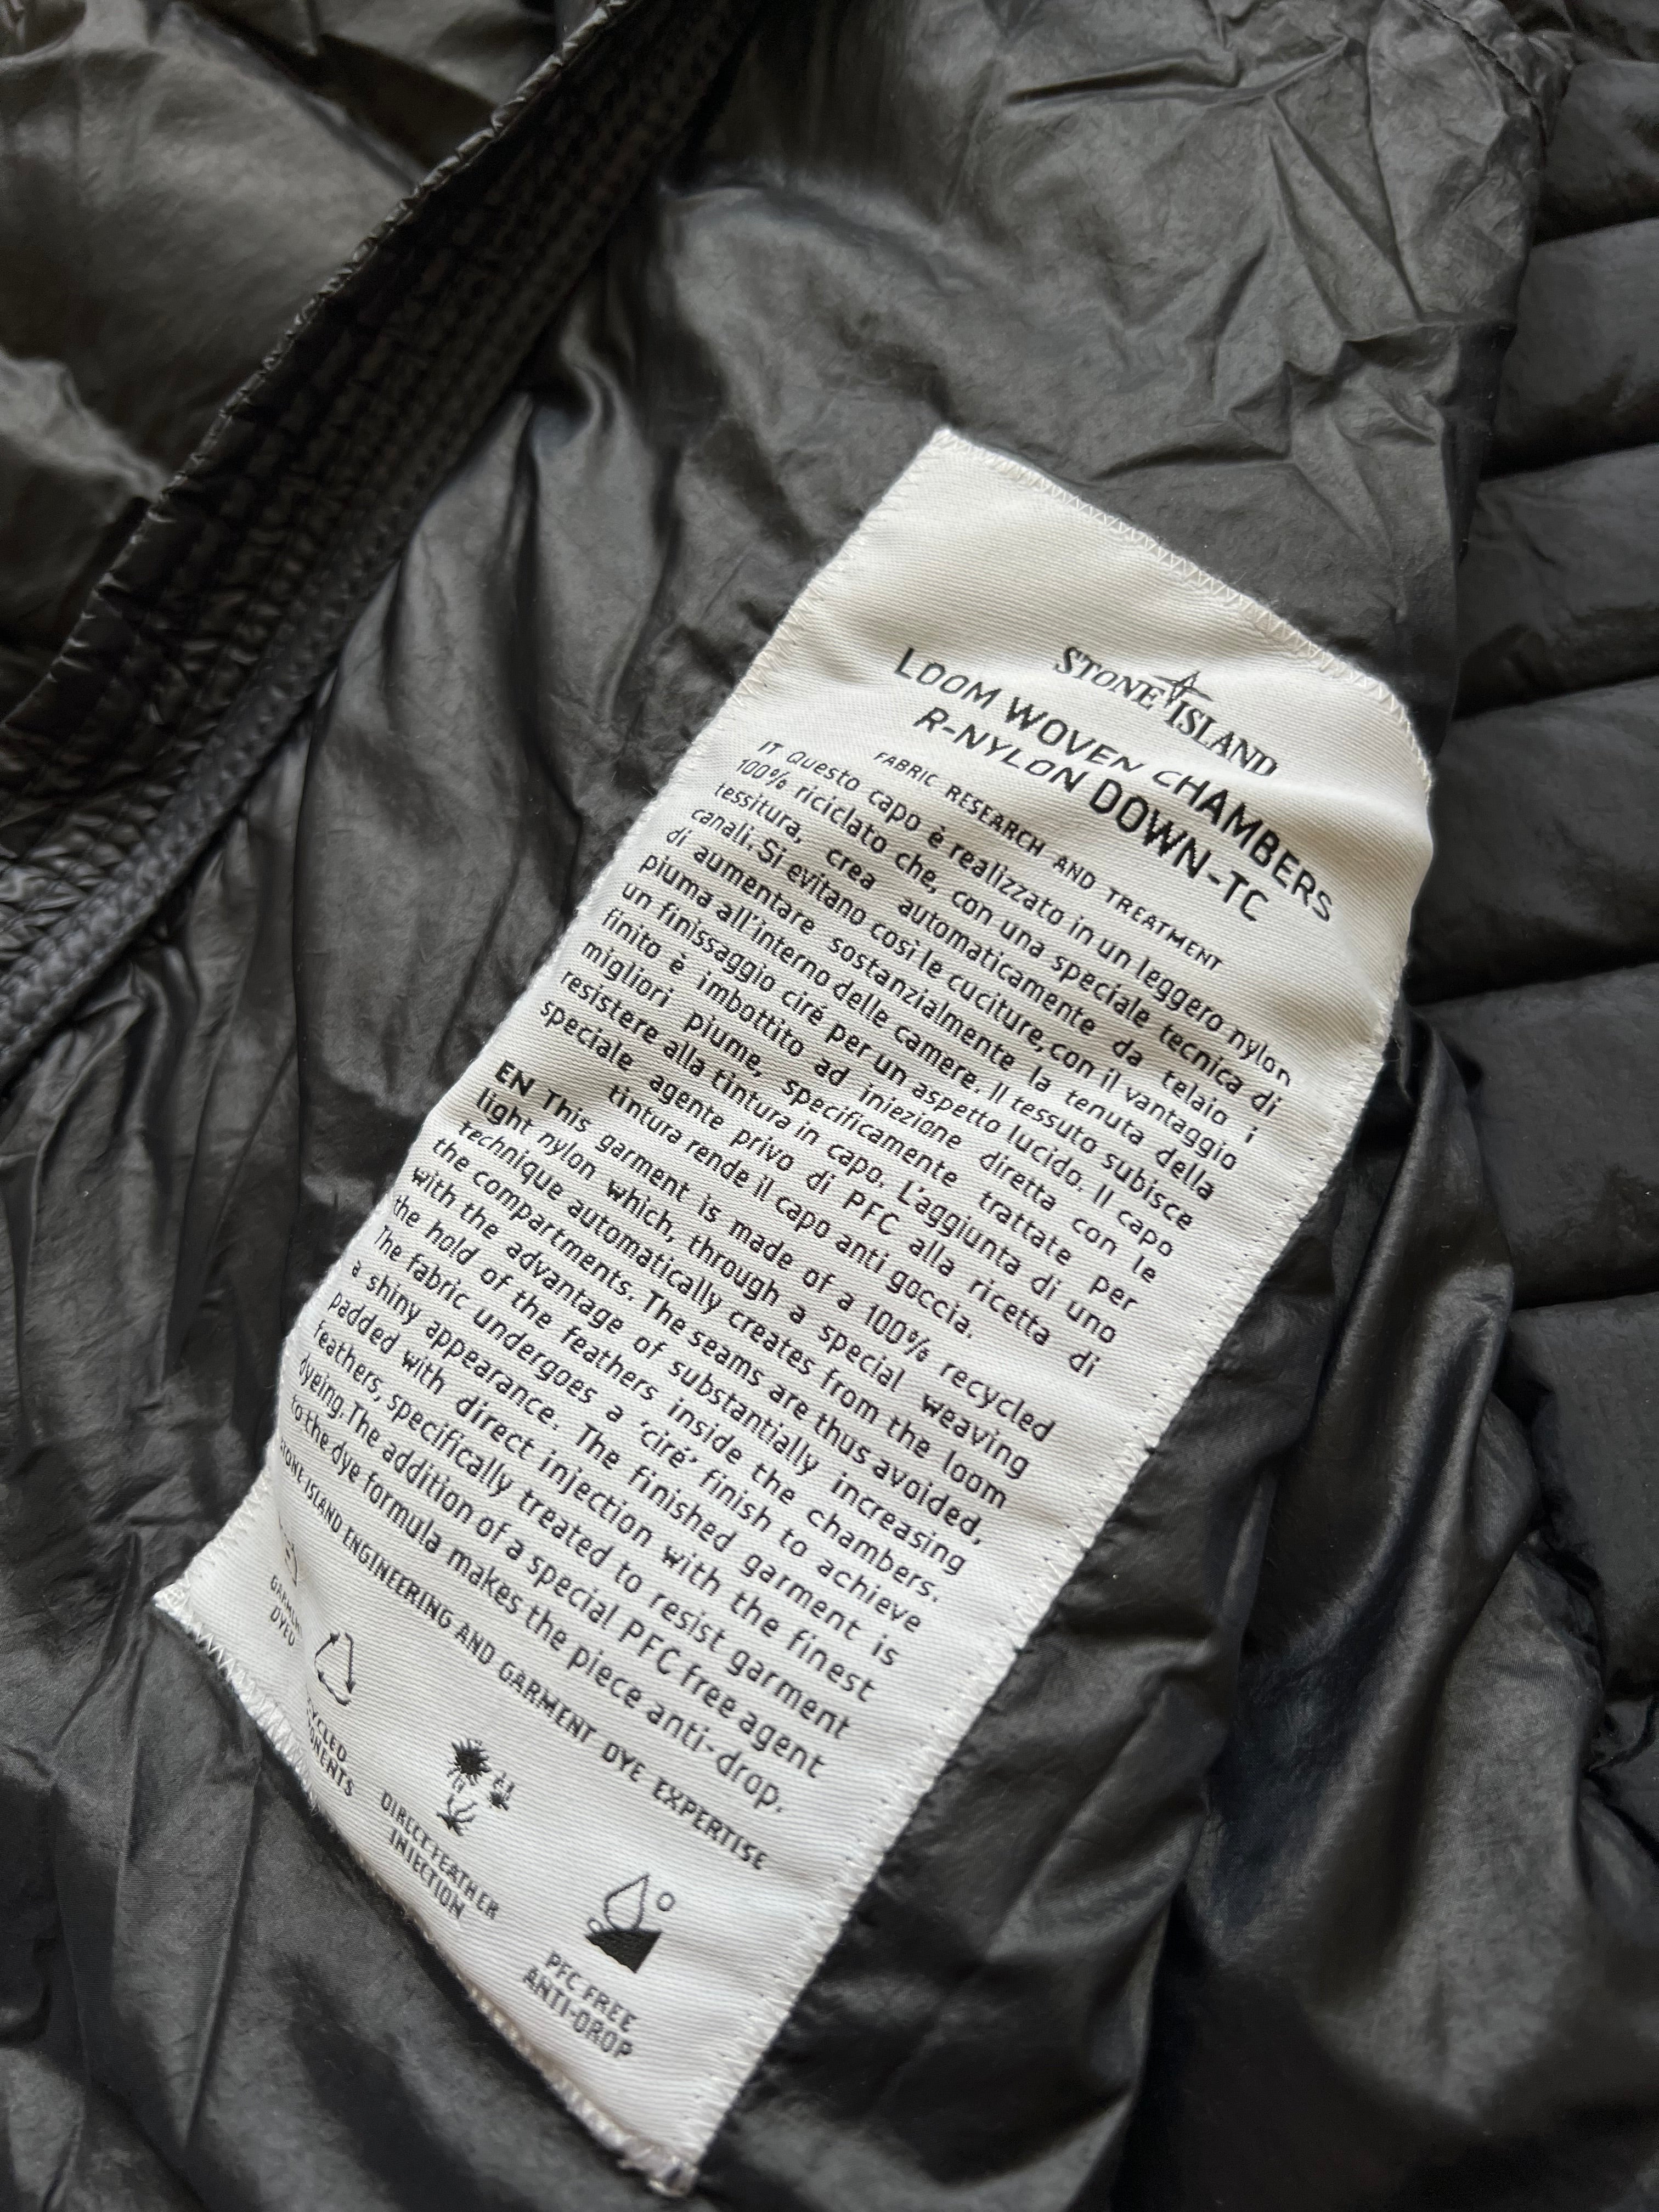 STONE ISLAND
LOOM WOVEN CHAMBERS
R-NYLON DOWN-TC
FABRIC RESEARCH AND TREATMENT
IT Questo capo è realizzato in un leggero nylon
100% riciclato che, con una speciale tecnica di
tessitura, crea automaticamente da telaio i
canali. Si evitano così le cuciture, con il vantaggio
di aumentare sostanzialmente la tenuta della
piuma all'interno delle camere. Il tessuto subisce
un finissaggio ciré per un aspetto lucido. Il capo
finito è imbottito ad iniezione diretta con le
migliori piume, specificamente trattate per
resistere alla tintura in capo. L'aggiunta di uno
speciale agente privo di PFC alla ricetta di
tintura rende il capo anti goccia.
EN This garment is made of a 100% recycled
light nylon which, through a special weaving
technique automatically creates from the loom
the compartments. The seams are thus avoided,
with the advantage of substantially increasing
the hold of the feathers inside the chambers.
The fabric undergoes a 'ciré' finish to achieve
a shiny appearance. The finished garment is
padded with direct injection with the finest
feathers, specifically treated to resist garment
dyeing. The addition of a special PFC free agent
to the dye formula makes the piece anti-drop.
STONE ISLAND ENGINEERING AND GARMENT DYE EXPERTISE
GARMENT
DYED
DIRECT FEATHER
INJECTION
PFC FREE
ANTI-DROP